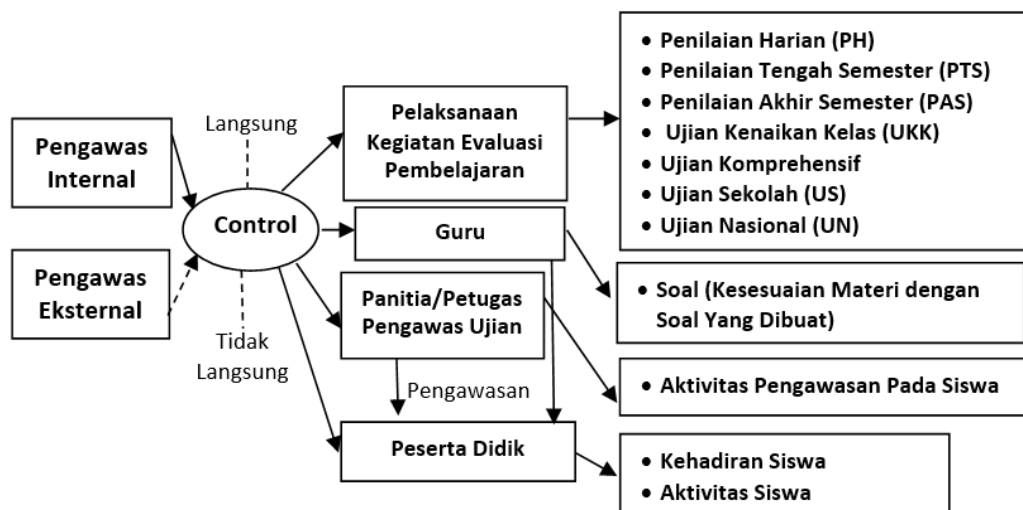 Pengawas
Internal
Pengawas
Eksternal
Langsung
Control
Tidak
Langsung
Pelaksanaan
Kegiatan Evaluasi
Pembelajaran
Guru
Panitia/Petugas
Pengawas Ujian
Pengawasan
Peserta Didik
• Penilaian Harian (PH)
• Penilaian Tengah Semester (PTS)
• Penilaian Akhir Semester (PAS)
• Ujian Kenaikan Kelas (UKK)
• Ujian Komprehensif
• Ujian Sekolah (US)
• Ujian Nasional (UN)
• Soal (Kesesuaian Materi dengan
Soal Yang Dibuat)
• Aktivitas Pengawasan Pada Siswa
• Kehadiran Siswa
• Aktivitas Siswa